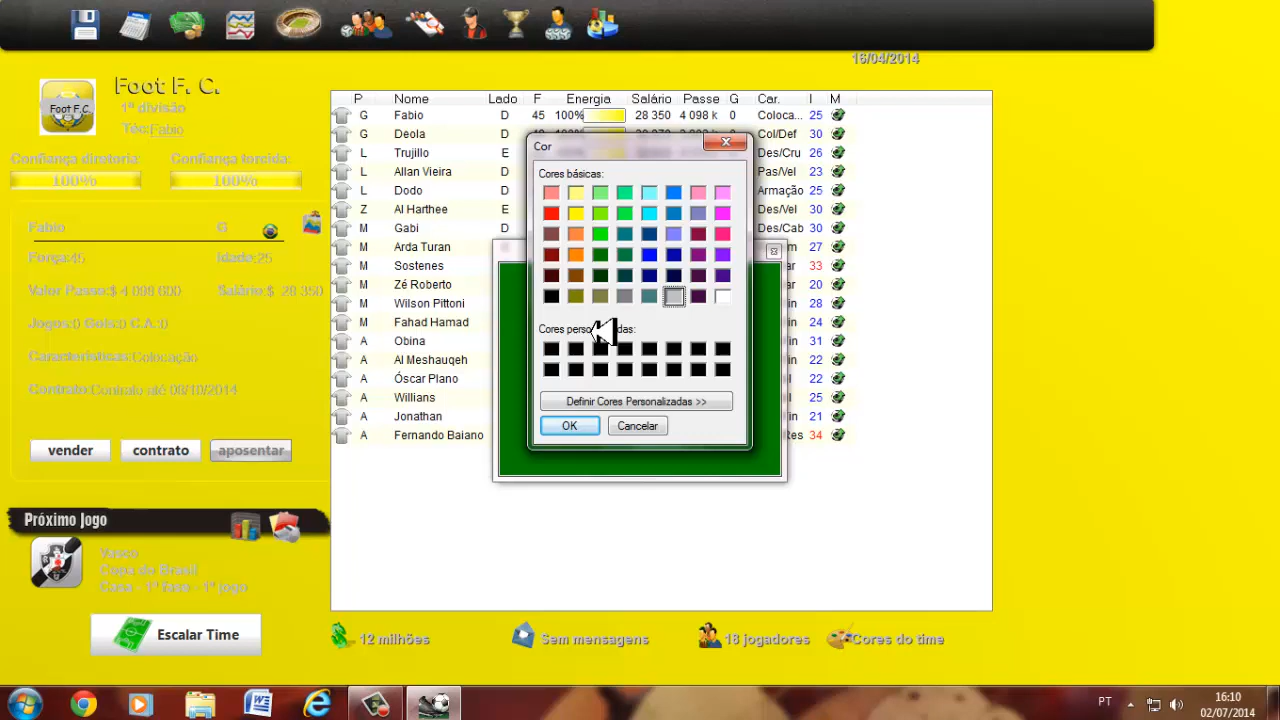 16/04/2014
Foot F. C.
1ª divisão
Téc: Fabio
Foot F.C.
Confiança diretoria: Confiança torcida:
100% 100%
Fabio G
Força:45 Idade:25
Valor Passe:$ 4 098 000 Salário:$ 28 350
Jogos:0 Gols:0 C.A.:0
Características:Colocação
Contrato:Contrato até 08/10/2014
vender contrato aposentar
Próximo Jogo
Vasco
Copa do Brasil
Casa - 1ª fase - 1º jogo
Escalar Time
P Nome Lado F Energia Salário Passe G Car. I M
G Fabio D 45 100% 28 350 4 098 k 0 Coloca... 25
G Deola D Col/Def 30
L Trujillo E Des/Cru 26
L Allan Vieira D Pas/Vel 23
L Dodo D Armação 25
Z Al Harthee E Des/Vel 30
M Gabi D Des/Cab 30
M Arda Turan 27
M Sostenes 33
M Zé Roberto 20
M Wilson Pittoni 28
M Fahad Hamad 24
A Obina 31
A Al Meshauqeh 22
A Óscar Plano 22
A Willians 25
A Jonathan 21
A Fernando Baiano 34
Cor
Cores básicas:
Definir Cores Personalizadas >>
OK Cancelar
12 milhões Sem mensagens 18 jogadores Cores do time
PT 16:10
02/07/2014